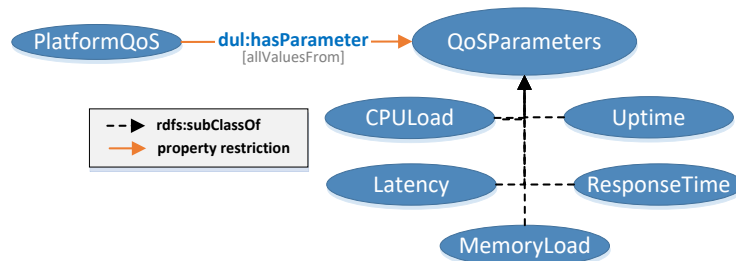 PlatformQoS
dul:hasParameter
[allValuesFrom]
QoSParameters
CPULoad
Uptime
rdfs:subClassOf
property restriction
Latency
ResponseTime
MemoryLoad